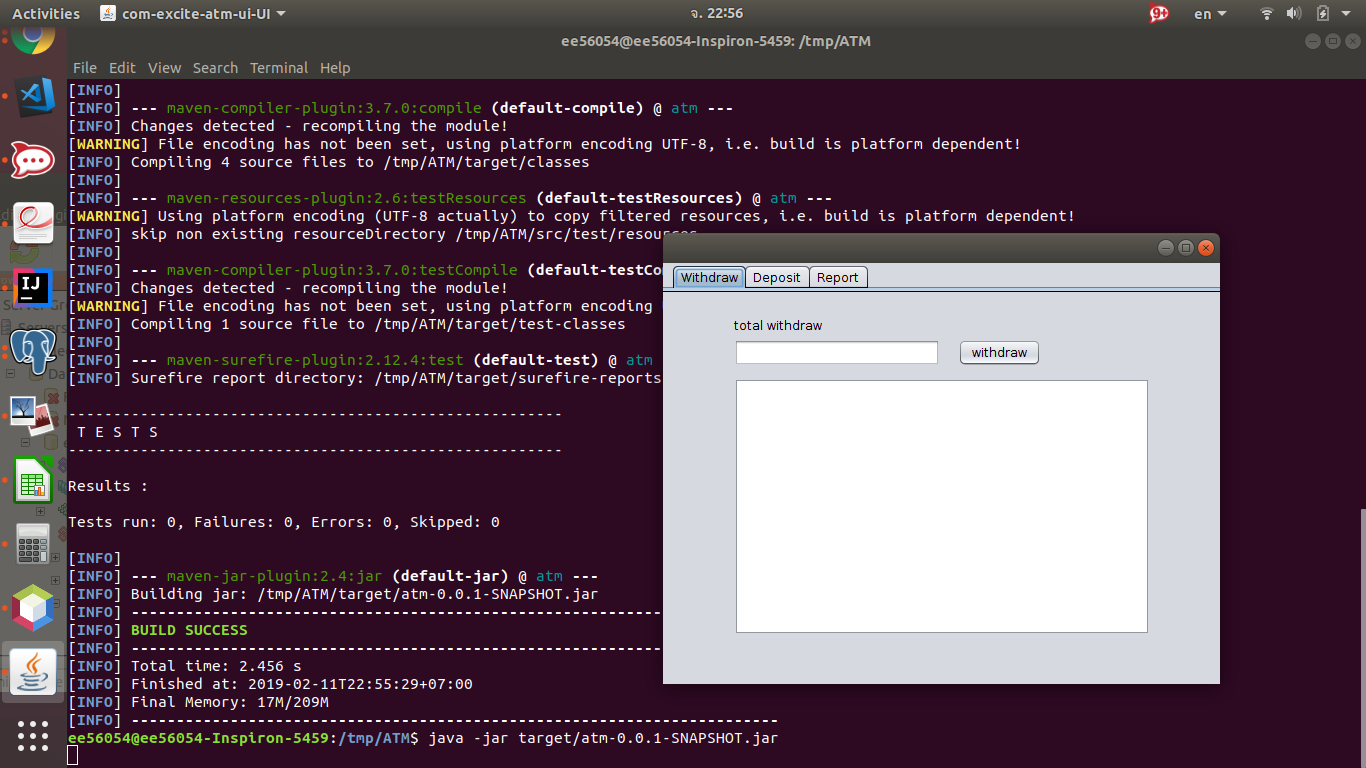 Activities com-excite-atm-ui-UI จ. 22:56 9+ en
ee56054@ee56054-Inspiron-5459: /tmp/ATM
File Edit View Search Terminal Help
[INFO]
[INFO] --- maven-compiler-plugin:3.7.0:compile (default-compile) @ atm ---
[INFO] Changes detected - recompiling the module!
[WARNING] File encoding has not been set, using platform encoding UTF-8, i.e. build is platform dependent!
[INFO] Compiling 4 source files to /tmp/ATM/target/classes
[INFO]
[INFO] --- maven-resources-plugin:2.6:testResources (default-testResources) @ atm ---
[WARNING] Using platform encoding (UTF-8 actually) to copy filtered resources, i.e. build is platform dependent!
[INFO] skip non existing resourceDirectory /tmp/ATM/src/test/resources
[INFO]
[INFO] --- maven-compiler-plugin:3.7.0:testCompile (default-testCo
[INFO] Changes detected - recompiling the module!
[WARNING] File encoding has not been set, using platform encoding
[INFO] Compiling 1 source file to /tmp/ATM/target/test-classes
[INFO]
[INFO] --- maven-surefire-plugin:2.12.4:test (default-test) @ atm
[INFO] Surefire report directory: /tmp/ATM/target/surefire-reports
-------------------------------------------------------
T E S T S
-------------------------------------------------------
Results :
Tests run: 0, Failures: 0, Errors: 0, Skipped: 0
[INFO]
[INFO] --- maven-jar-plugin:2.4:jar (default-jar) @ atm ---
[INFO] Building jar: /tmp/ATM/target/atm-0.0.1-SNAPSHOT.jar
[INFO] -----------------------------------------------------------
[INFO] BUILD SUCCESS
[INFO] -----------------------------------------------------------
[INFO] Total time: 2.456 s
[INFO] Finished at: 2019-02-11T22:55:29+07:00
[INFO] Final Memory: 17M/209M
[INFO] ------------------------------------------------------------------------
ee56054@ee56054-Inspiron-5459:/tmp/ATM$ java -jar target/atm-0.0.1-SNAPSHOT.jar
Withdraw Deposit Report
total withdraw
withdraw
IJ